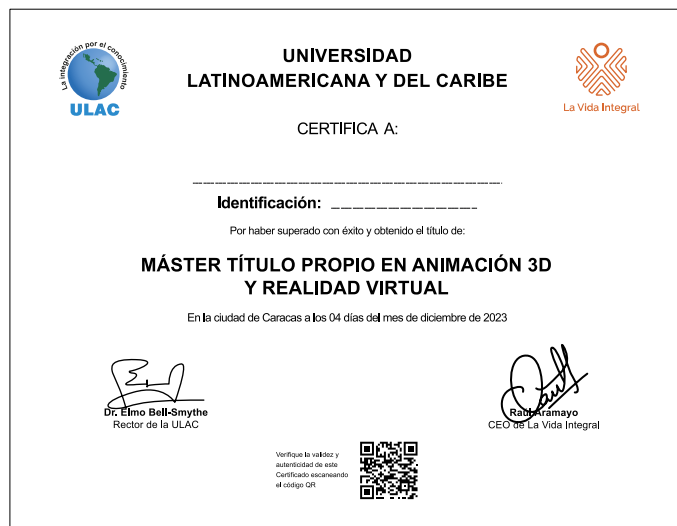 La integración por el conocimiento
ULAC
UNIVERSIDAD
LATINOAMERICANA Y DEL CARIBE
La Vida Integral
CERTIFICA A:
Identificación:
Por haber superado con éxito y obtenido el título de:
MÁSTER TÍTULO PROPIO EN ANIMACIÓN 3D
Y REALIDAD VIRTUAL
En la ciudad de Caracas a los 04 días del mes de diciembre de 2023
Dr. Elmo Bell-Smythe
Rector de la ULAC
Raúl Aramayo
CEO de La Vida Integral
Verifique la validez y
autenticidad de este
Certificado escaneando
el código QR